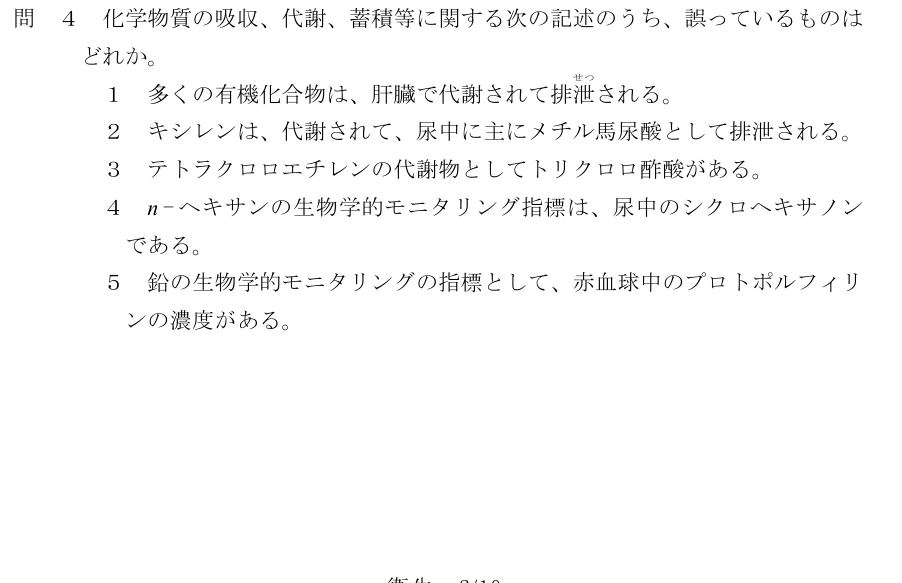 問 4 化学物質の吸収、代謝、蓄積等に関する次の記述のうち、誤っているものは
どれか。
せつ
1 多くの有機化合物は、肝臓で代謝されて排泄される。
2 キシレンは、代謝されて、尿中に主にメチル馬尿酸として排泄される。
3 テトラクロロエチレンの代謝物としてトリクロロ酢酸がある。
4 n-ヘキサンの生物学的モニタリング指標は、尿中のシクロヘキサノン
である。
5 鉛の生物学的モニタリングの指標として、赤血球中のプロトポルフィリ
ンの濃度がある。